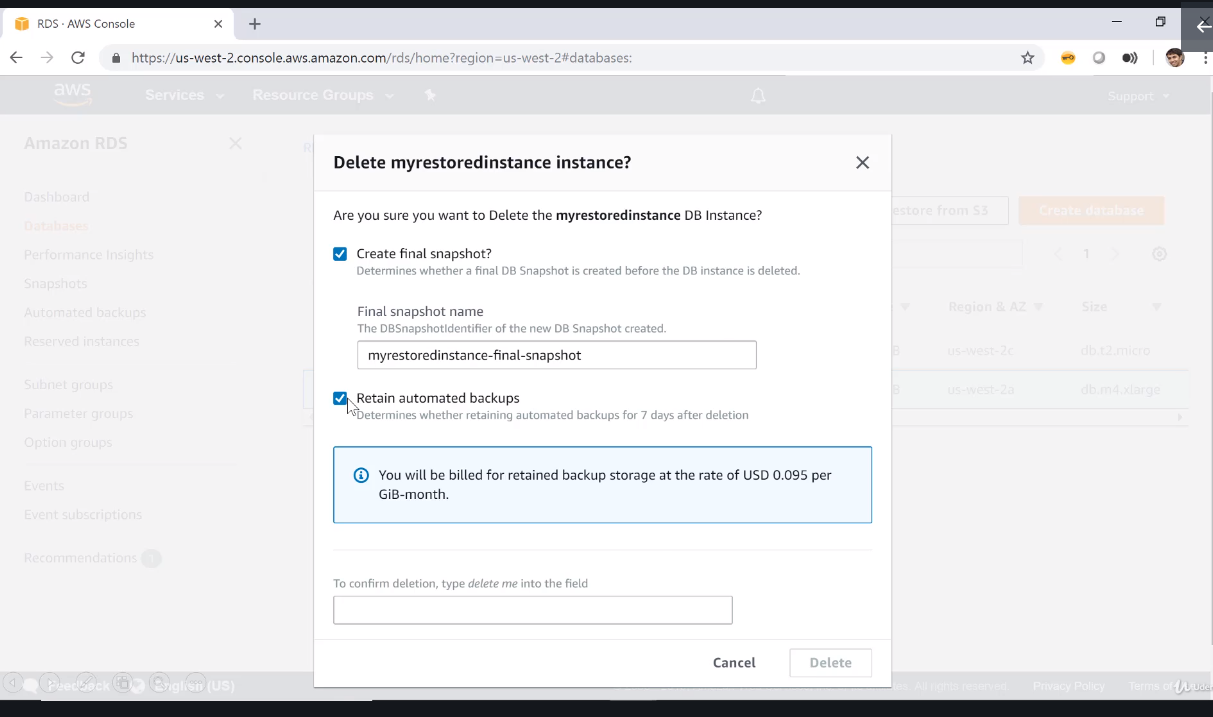 RDS · AWS Console
https://us-west-2.console.aws.amazon.com/rds/home?region=us-west-2#databases:
aws
Services
Resource Groups
Support
Amazon RDS
Dashboard
Databases
Performance Insights
Snapshots
Automated backups
Reserved instances
Subnet groups
Parameter groups
Option groups
Events
Event subscriptions
Recommendations
Delete myrestoredinstance instance?
Are you sure you want to Delete the myrestoredinstance DB Instance?
Create final snapshot?
Determines whether a final DB Snapshot is created before the DB instance is deleted.
Final snapshot name
The DBSnapshotIdentifier of the new DB Snapshot created.
myrestoredinstance-final-snapshot
Retain automated backups
Determines whether retaining automated backups for 7 days after deletion
You will be billed for retained backup storage at the rate of USD 0.095 per
GiB-month.
To confirm deletion, type delete me into the field
Cancel
Delete
estore from S3
Create database
1
Region & AZ
Size
B
us-west-2c
db.t2.micro
B
us-west-2a
db.m4.xlarge
Feedback
English (US)
All rights reserved.
Privacy Policy
Terms of